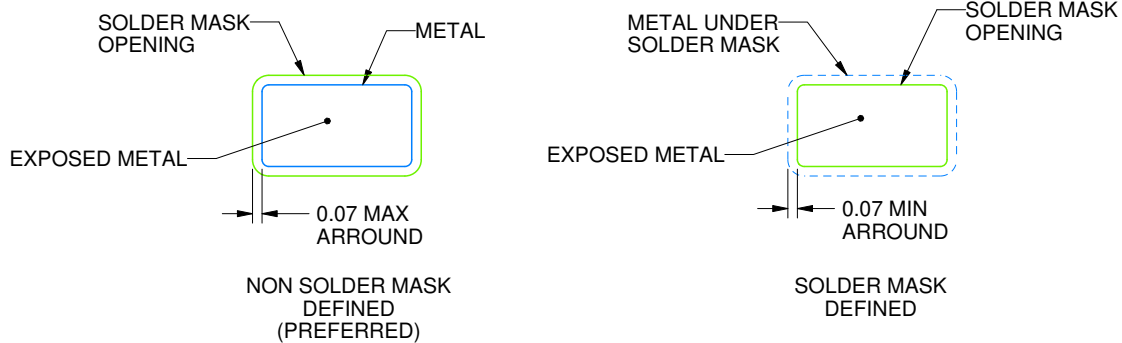 SOLDER MASK
OPENING
METAL
EXPOSED METAL
0.07 MAX
ARROUND
NON SOLDER MASK
DEFINED
(PREFERRED)
METAL UNDER
SOLDER MASK
SOLDER MASK
OPENING
EXPOSED METAL
0.07 MIN
ARROUND
SOLDER MASK
DEFINED